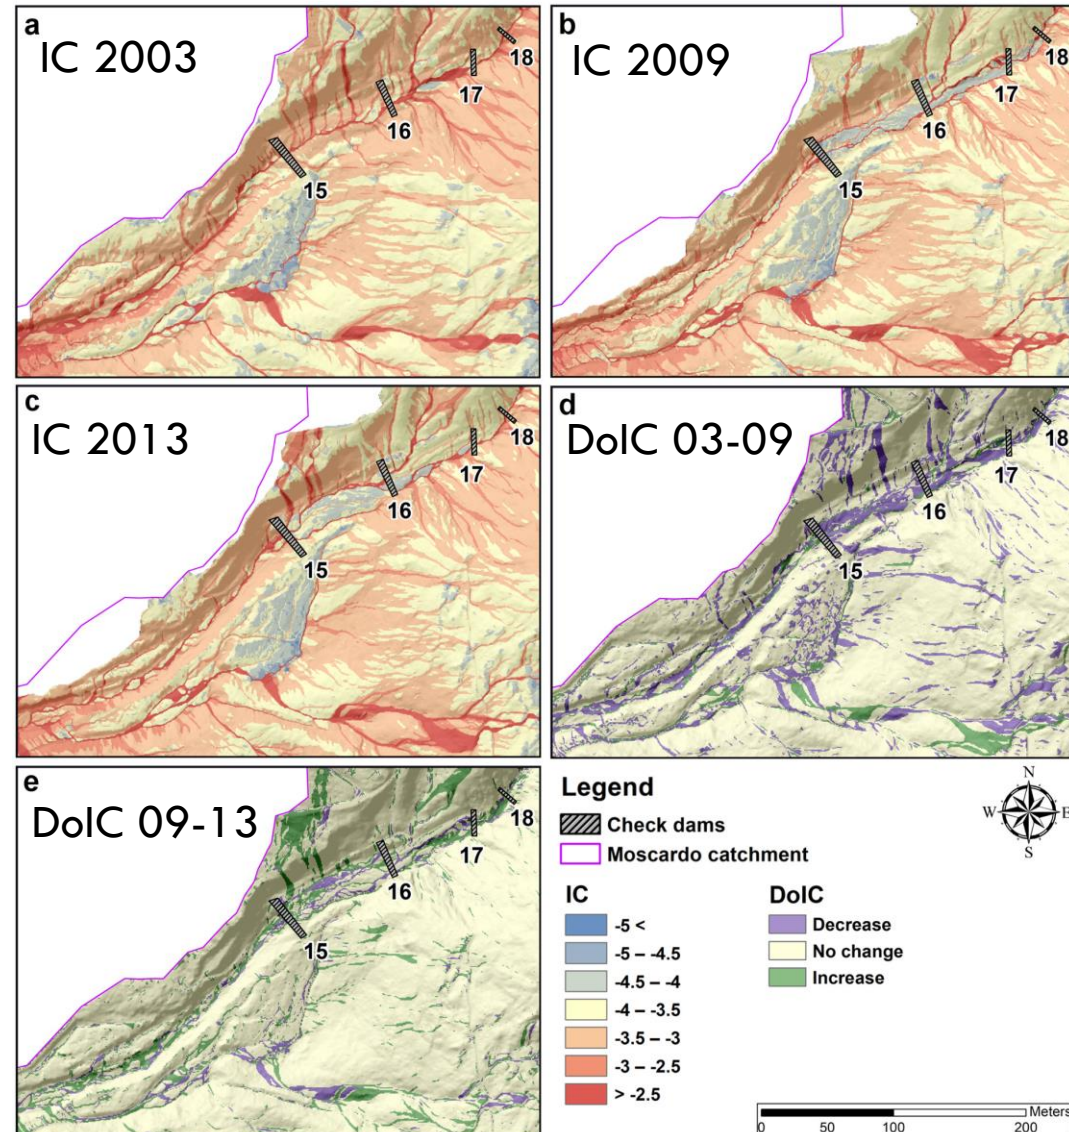 a
IC 2003
18
17
16
15
b
IC 2009
18
17
16
15
c
IC 2013
18
17
16
15
d
DoIC 03-09
18
17
16
15
e
DoIC 09-13
18
17
16
15
Legend
Check dams
Moscardo catchment
N
W E
S
IC
-5 <
-5 – -4.5
-4.5 – -4
-4 – -3.5
-3.5 – -3
-3 – -2.5
> -2.5
DoIC
Decrease
No change
Increase
Meters
0 50 100 200